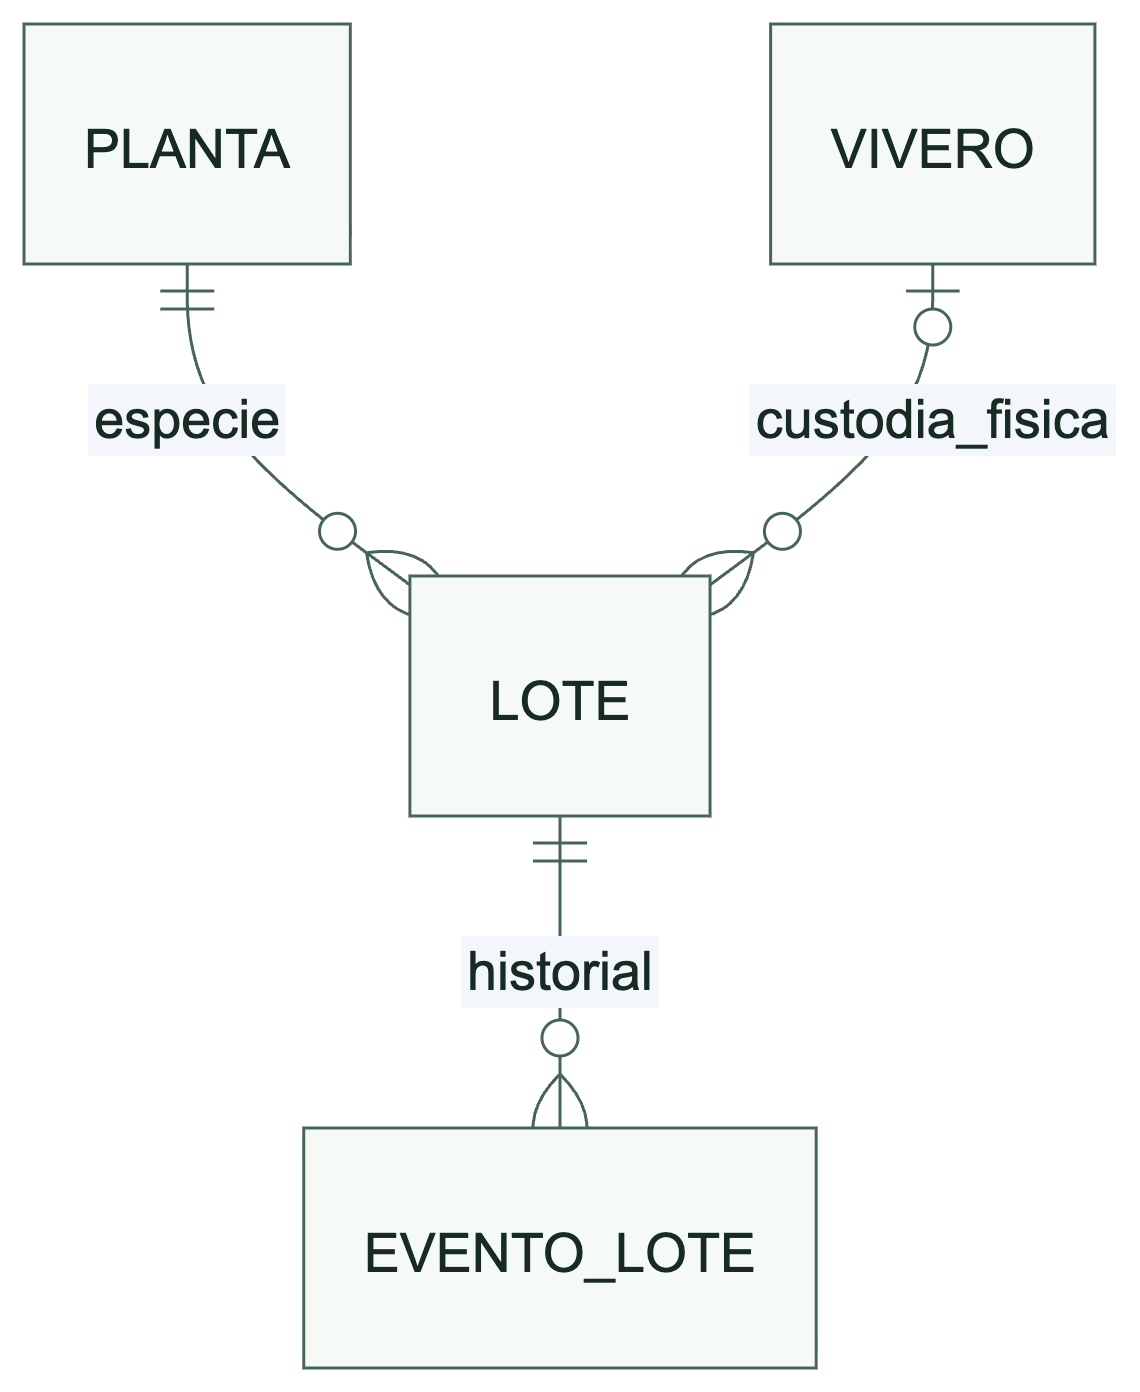 PLANTA
VIVERO
especie
custodia_fisica
LOTE
historial
EVENTO_LOTE